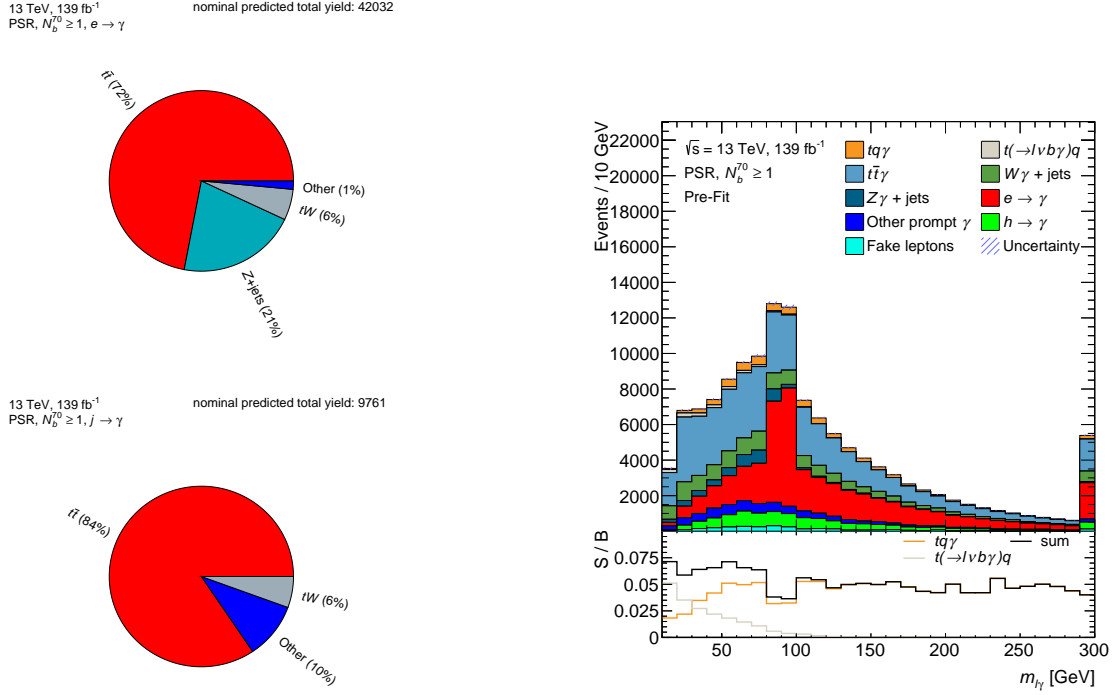 13 TeV, 139 fb⁻¹
nominal predicted total yield: 42032
PSR, N_b^70 ≥ 1, e → γ
tt̄ (72%)
Other (1%)
tW (6%)
Z+jets (21%)
13 TeV, 139 fb⁻¹
nominal predicted total yield: 9761
PSR, N_b^70 ≥ 1, j → γ
tt̄ (84%)
tW (6%)
Other (10%)
Events / 10 GeV
22000
20000
18000
16000
14000
12000
10000
8000
6000
4000
2000
√s = 13 TeV, 139 fb⁻¹
PSR, N_b^70 ≥ 1
Pre-Fit
tqγ
t(→lνbγ)q
tt̄γ
Wγ + jets
Zγ + jets
e → γ
Other prompt γ
h → γ
Fake leptons
Uncertainty
S / B
0.075
0.05
0.025
0
tqγ
sum
t(→lνbγ)q
50
100
150
200
250
300
m_lγ [GeV]